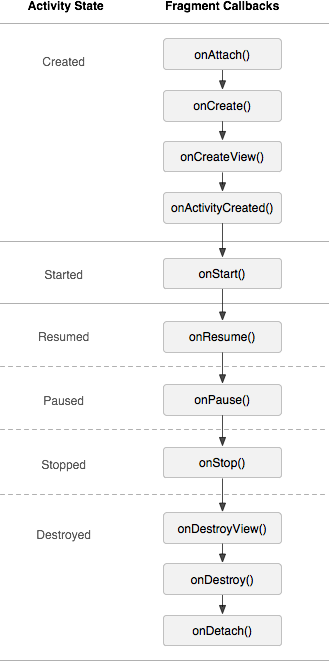 Activity State Fragment Callbacks
Created
onAttach()
onCreate()
onCreateView()
onActivityCreated()
Started onStart()
Resumed onResume()
Paused onPause()
Stopped onStop()
Destroyed
onDestroyView()
onDestroy()
onDetach()